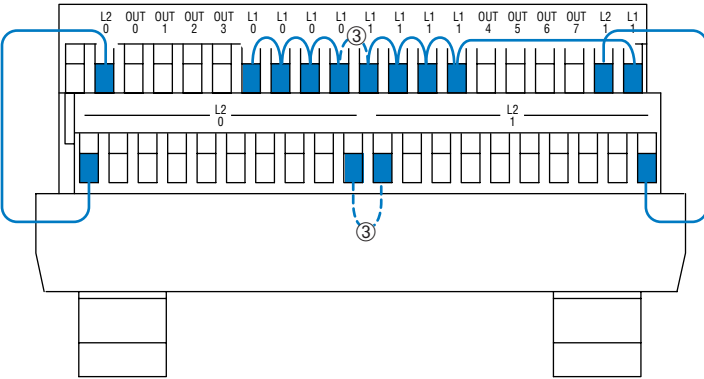 L2 OUT OUT OUT OUT L1 L1 L1 L1 L1 L1 L1 L1 OUT OUT OUT OUT L2 L1
0 0 1 2 3 0 0 0 0 1 1 1 1 4 5 6 7 1 1
③
L2 L2
0 1
③